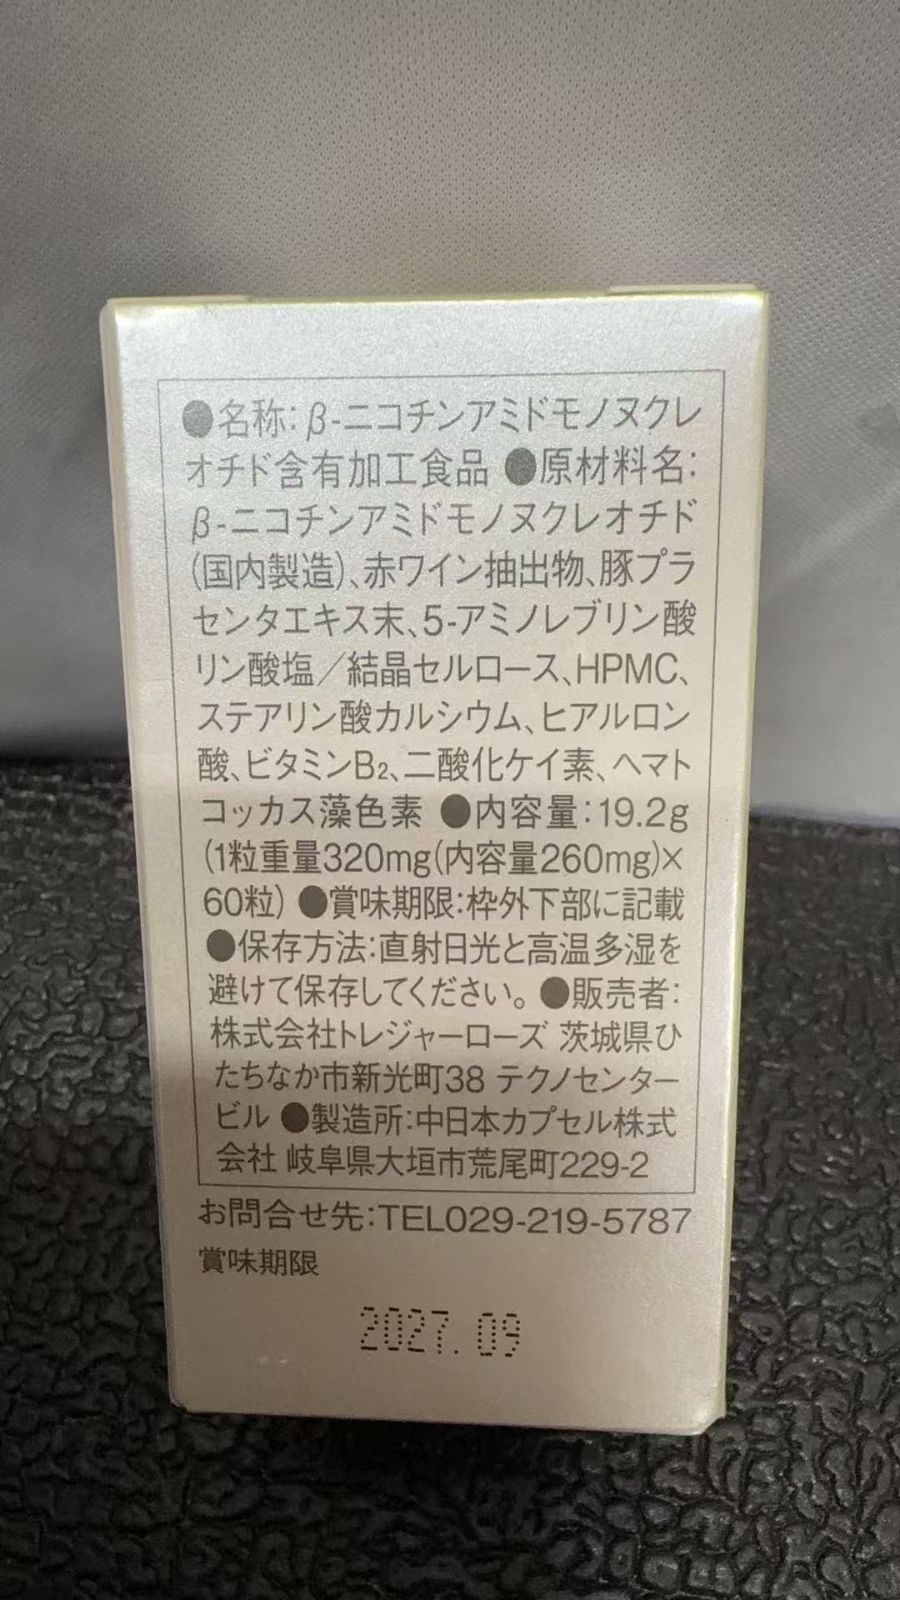 ●名称：β-ニコチンアミドモノヌクレ
オチド含有加工食品 ●原材料名：
β-ニコチンアミドモノヌクレオチド
(国内製造)、赤ワイン抽出物、豚プラ
センタエキス末、5-アミノレブリン酸
リン酸塩／結晶セルロース、HPMC、
ステアリン酸カルシウム、ヒアルロン
酸、ビタミンB₂、二酸化ケイ素、ヘマト
コッカス藻色素 ●内容量：19.2g
(1粒重量320mg(内容量260mg)×
60粒) ●賞味期限：枠外下部に記載
●保存方法：直射日光と高温多湿を
避けて保存してください。 ●販売者：
株式会社トレジャーローズ 茨城県ひ
たちなか市新光町38 テクノセンター
ビル ●製造所：中日本カプセル株式
会社 岐阜県大垣市荒尾町229-2
お問合せ先：TEL029-219-5787
賞味期限
2027. 09